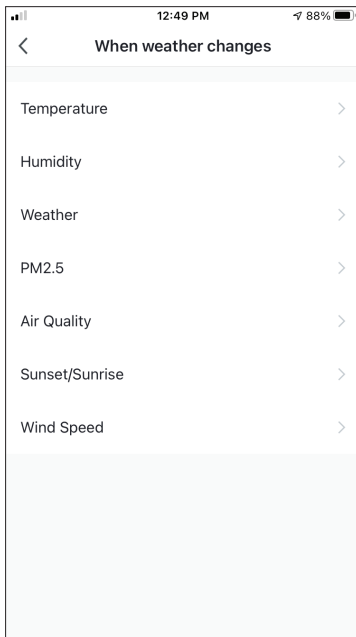 12:49 PM 88%
When weather changes
Temperature
Humidity
Weather
PM2.5
Air Quality
Sunset/Sunrise
Wind Speed